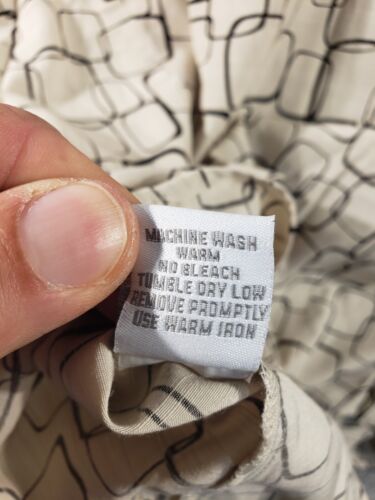 MACHINE WASH
WARM
NO BLEACH
TUMBLE DRY LOW
REMOVE PROMPTLY
USE WARM IRON